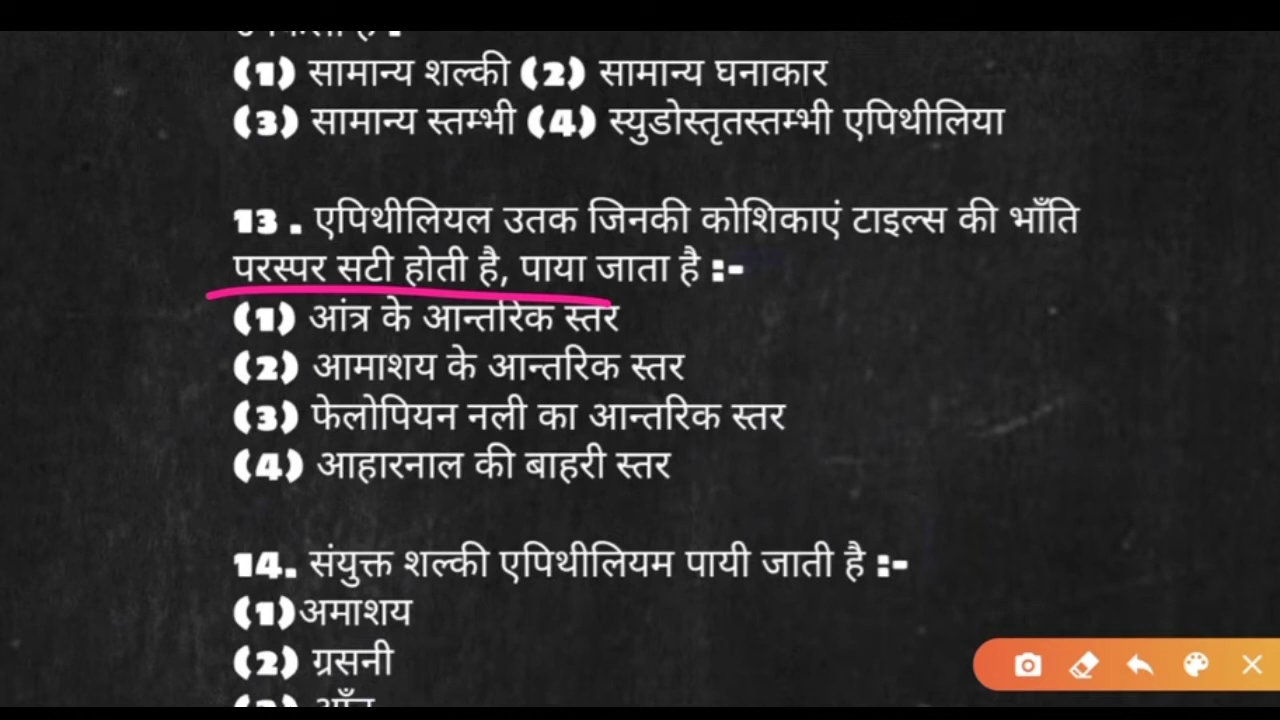 (1) सामान्य शल्की (2) सामान्य घनाकार
(3) सामान्य स्तम्भी (4) स्युडोस्तृतस्तम्भी एपिथीलिया
13 . एपिथीलियल उतक जिनकी कोशिकाएं टाइल्स की भाँति
परस्पर सटी होती है, पाया जाता है :-
(1) आंत्र के आन्तरिक स्तर
(2) आमाशय के आन्तरिक स्तर
(3) फेलोपियन नली का आन्तरिक स्तर
(4) आहारनाल की बाहरी स्तर
14. संयुक्त शल्की एपिथीलियम पायी जाती है :-
(1)अमाशय
(2) ग्रसनी